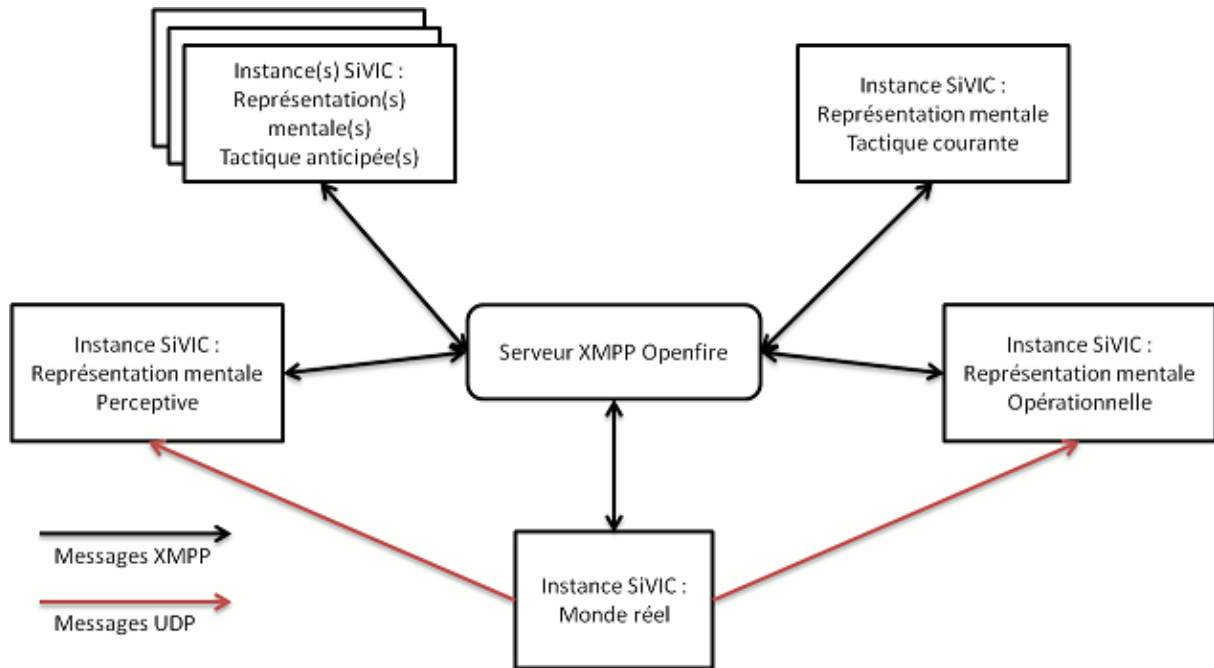 Instance(s) SiVIC :
Représentation(s)
mentale(s)
Tactique anticipée(s)
Instance SiVIC :
Représentation mentale
Tactique courante
Instance SiVIC :
Représentation mentale
Perceptive
Serveur XMPP Openfire
Instance SiVIC :
Représentation mentale
Opérationnelle
Messages XMPP
Messages UDP
Instance SiVIC :
Monde réel